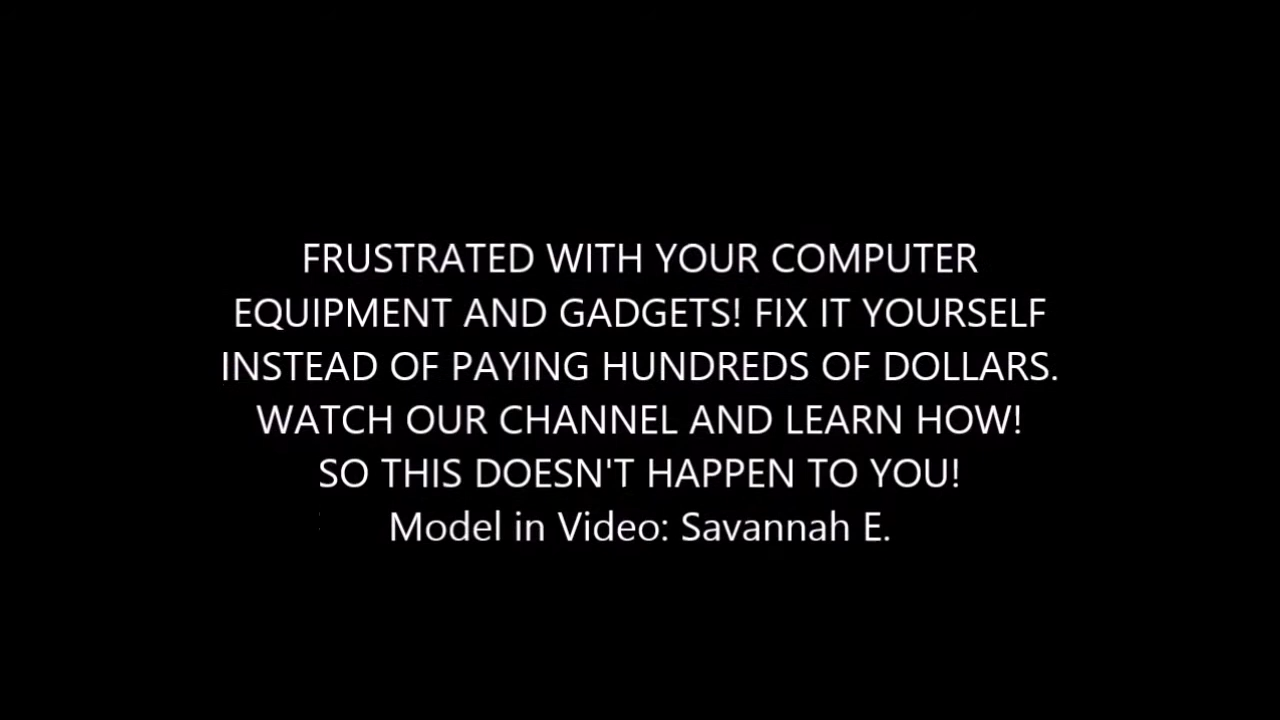 FRUSTRATED WITH YOUR COMPUTER
EQUIPMENT AND GADGETS! FIX IT YOURSELF
INSTEAD OF PAYING HUNDREDS OF DOLLARS.
WATCH OUR CHANNEL AND LEARN HOW!
SO THIS DOESN'T HAPPEN TO YOU!
Model in Video: Savannah E.